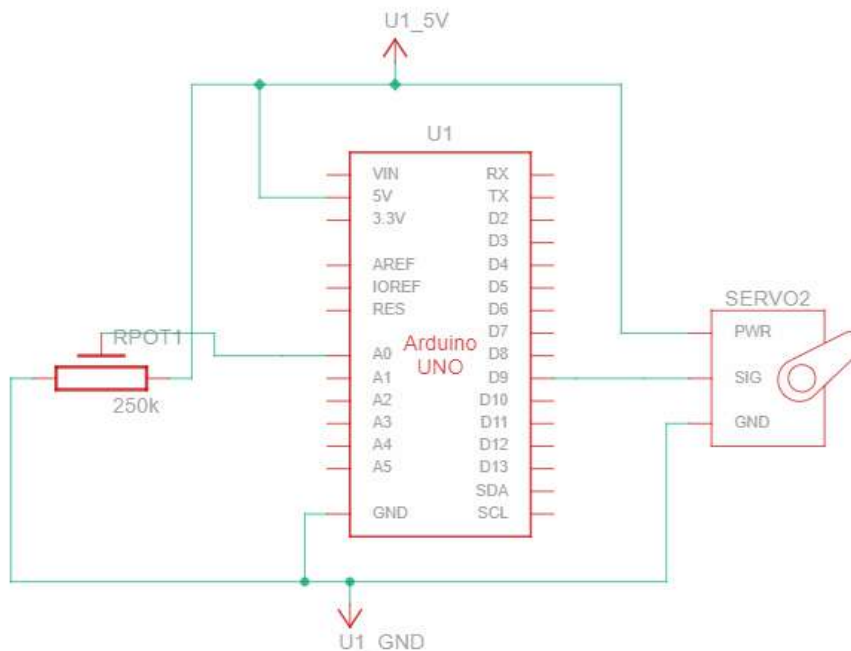 U1_5V
U1
VIN
5V
3.3V
AREF
IOREF
RES
A0
A1
A2
A3
A4
A5
GND
RX
TX
D2
D3
D4
D5
D6
D7
D8
D9
D10
D11
D12
D13
SDA
SCL
Arduino
UNO
RPOT1
250k
SERVO2
PWR
SIG
GND
U1_GND